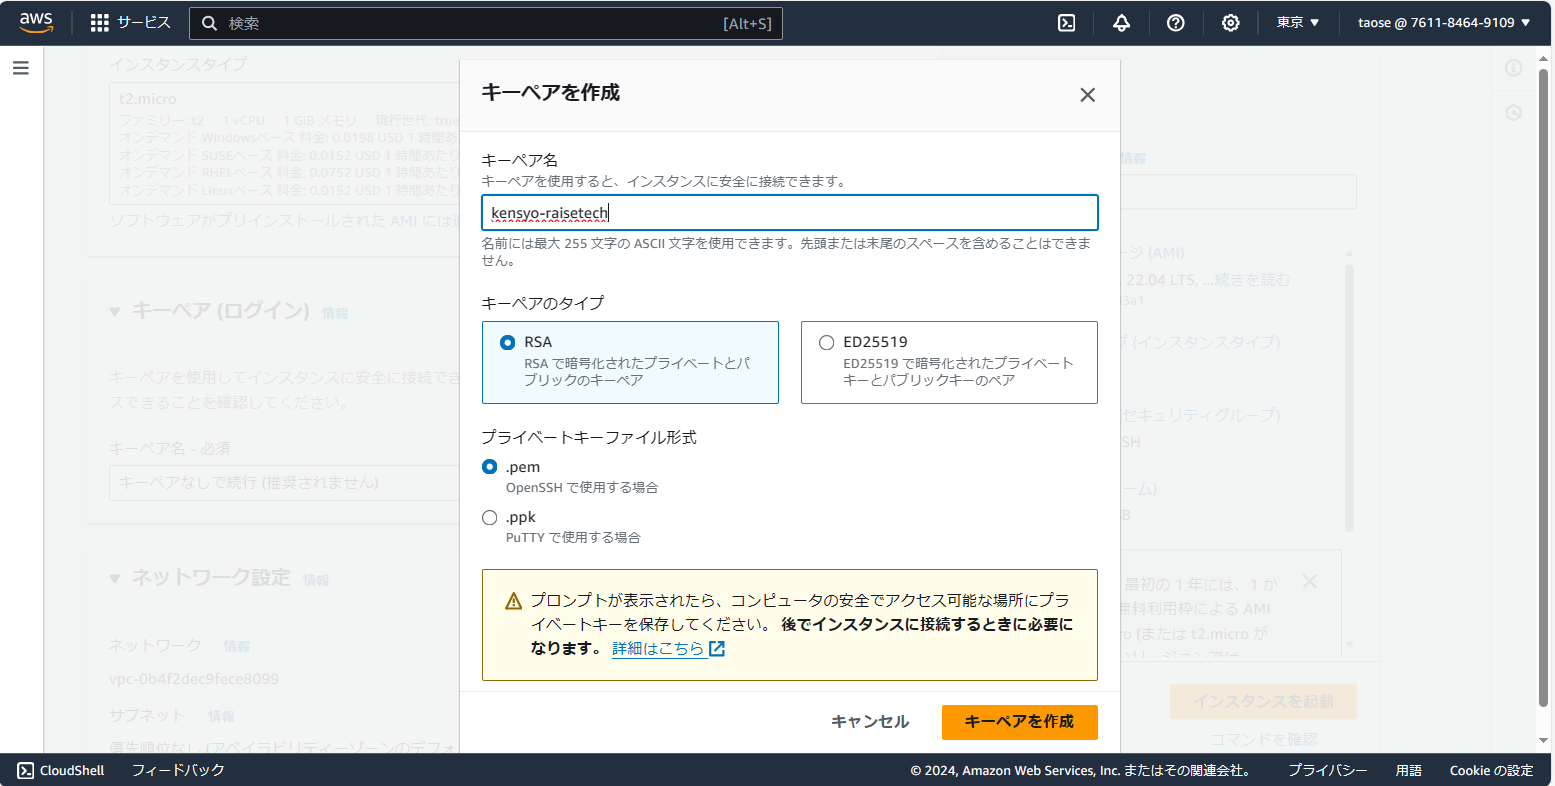 aws
サービス
検索
[Alt+S]
東京 ▼
taose @ 7611-8464-9109 ▼
インスタンスタイプ
t2.micro
ファミリー: t2 1 vCPU 1 GiB メモリ 現行世代: true
オンデマンド Windowsベース 料金: 0.0198 USD 1 時間あ
オンデマンド SUSEベース 料金: 0.0152 USD 1 時間あたり
オンデマンド RHELベース 料金: 0.0752 USD 1 時間あたり
オンデマンド Linuxベース 料金: 0.0152 USD 1 時間あたり
ソフトウェアがプリインストールされた AMI には追
▼ キーペア (ログイン) 情報
キーペアを使用してインスタンスに安全に接続でき
スできることを確認してください。
キーペア名 - 必須
キーペアなしで続行 (推奨されません)
▼ ネットワーク設定 情報
ネットワーク 情報
vpc-0b4f2dec9fece8099
サブネット 情報
優先順位なし (アベイラビリティーゾーンのデフォ
キーペアを作成
キーペア名
キーペアを使用すると、インスタンスに安全に接続できます。
kensyo-raisetech
名前には最大 255 文字の ASCII 文字を使用できます。先頭または末尾のスペースを含めることはできま
せん。
キーペアのタイプ
RSA
RSA で暗号化されたプライベートとパ
ブリックのキーペア
ED25519
ED25519 で暗号化されたプライベート
キーとパブリックキーのペア
プライベートキーファイル形式
.pem
OpenSSH で使用する場合
.ppk
PuTTY で使用する場合
プロンプトが表示されたら、コンピュータの安全でアクセス可能な場所にプラ
イベートキーを保存してください。 後でインスタンスに接続するときに必要に
なります。 詳細はこちら
キャンセル
キーペアを作成
情報
ージ (AMI)
22.04 LTS, ...続きを読む
3a1
プ (インスタンスタイプ)
セキュリティグループ)
SH
ーム)
B
最初の 1 年には、1 か
無料利用枠による AMI
ro (または t2.micro が
インスタンスを起動
コマンドを確認
CloudShell
フィードバック
© 2024, Amazon Web Services, Inc. またはその関連会社。
プライバシー
用語
Cookie の設定